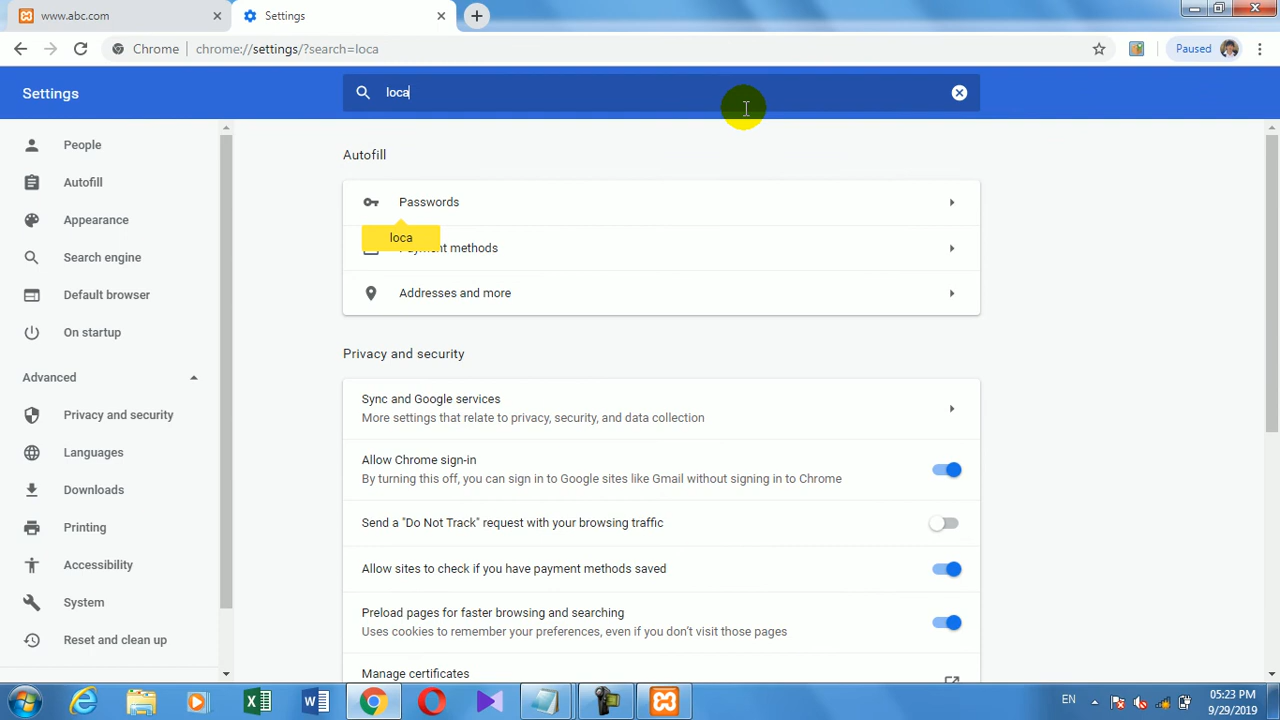 www.abc.com
Settings
Chrome
chrome://settings/?search=loca
Paused
Settings
loca
People
Autofill
Appearance
Search engine
Default browser
On startup
Advanced
Privacy and security
Languages
Downloads
Printing
Accessibility
System
Reset and clean up
Autofill
Passwords
loca
Payment methods
Addresses and more
Privacy and security
Sync and Google services
More settings that relate to privacy, security, and data collection
Allow Chrome sign-in
By turning this off, you can sign in to Google sites like Gmail without signing in to Chrome
Send a "Do Not Track" request with your browsing traffic
Allow sites to check if you have payment methods saved
Preload pages for faster browsing and searching
Uses cookies to remember your preferences, even if you don't visit those pages
Manage certificates
EN
05:23 PM
9/29/2019